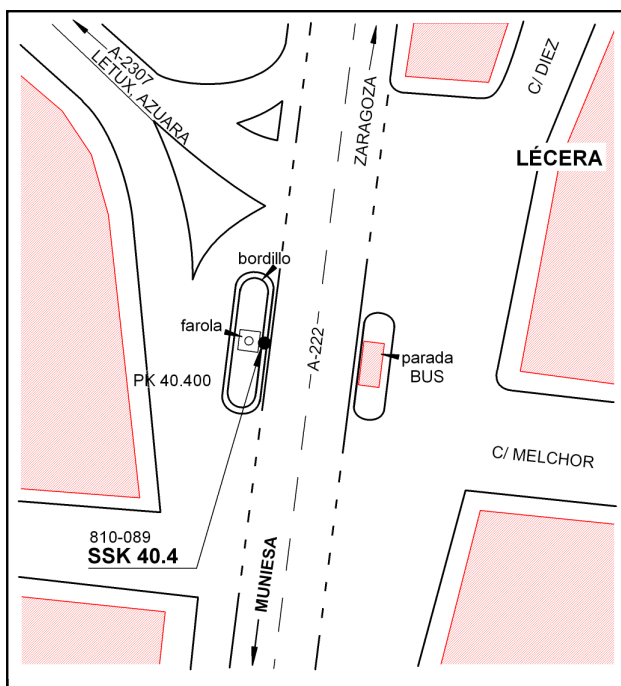 A-2307
LETUX, AZUARA
ZARAGOZA
C/ DIEZ
LÉCERA
bordillo
farola
A-222
parada
BUS
PK 40.400
C/ MELCHOR
810-089
SSK 40.4
MUNIESA